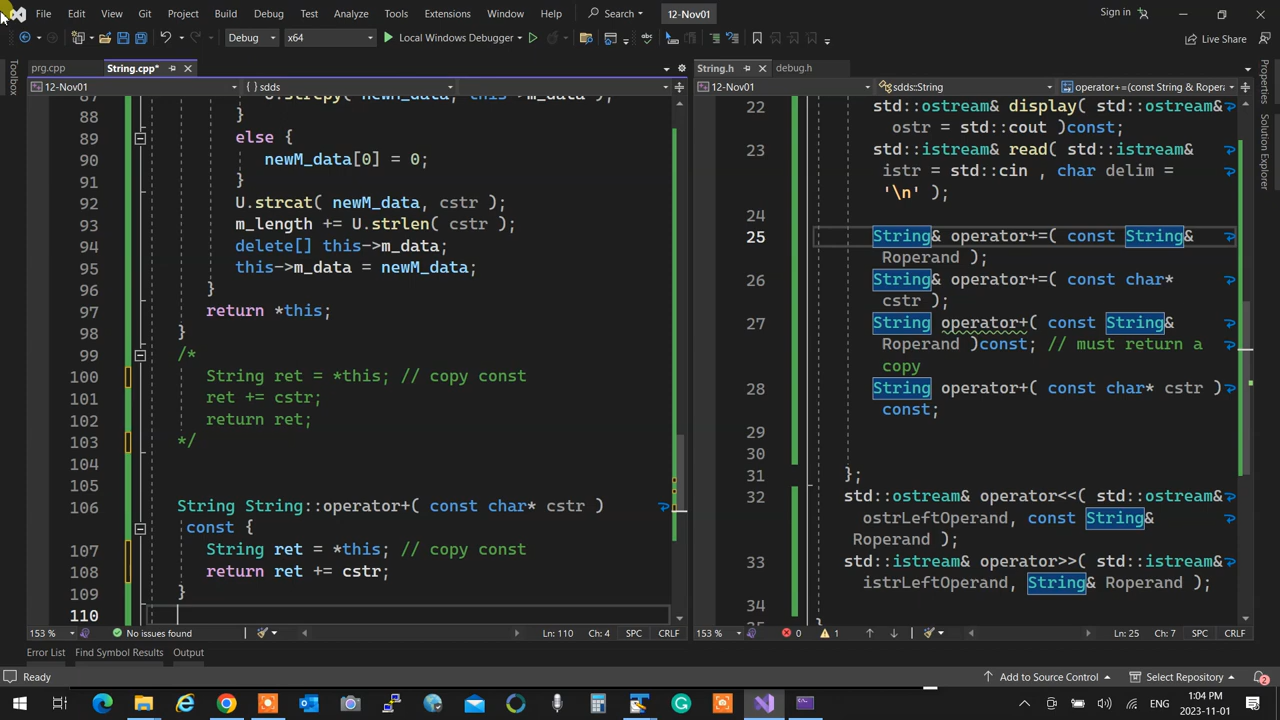 File Edit View Git Project Build Debug Test Analyze Tools Extensions Window Help Search 12-Nov01 Sign in
Debug x64 Local Windows Debugger Live Share
Toolbox
prg.cpp String.cpp* String.h debug.h
12-Nov01 sdds 12-Nov01 sdds::String operator+=(const String & Ropera
88 }
89 else {
90 newM_data[0] = 0;
91 }
92 U.strcat( newM_data, cstr );
93 m_length += U.strlen( cstr );
94 delete[] this->m_data;
95 this->m_data = newM_data;
96 }
97 return *this;
98 }
99 /*
100 String ret = *this; // copy const
101 ret += cstr;
102 return ret;
103 */
104
105
106 String String::operator+( const char* cstr )
const {
107 String ret = *this; // copy const
108 return ret += cstr;
109 }
110
22 std::ostream& display( std::ostream&
ostr = std::cout )const;
23 std::istream& read( std::istream&
istr = std::cin , char delim =
'\n' );
24
25 String& operator+=( const String&
Roperand );
26 String& operator+=( const char*
cstr );
27 String operator+( const String&
Roperand )const; // must return a
copy
28 String operator+( const char* cstr )
const;
29
30
31 };
32 std::ostream& operator<<( std::ostream&
ostrLeftOperand, const String&
Roperand );
33 std::istream& operator>>( std::istream&
istrLeftOperand, String& Roperand );
34
Properties
Solution Explorer
153 % No issues found Ln: 110 Ch: 4 SPC CRLF
153 % 0 1 Ln: 25 Ch: 7 SPC CRLF
Error List Find Symbol Results Output
Ready Add to Source Control Select Repository 2
ENG 1:04 PM
2023-11-01